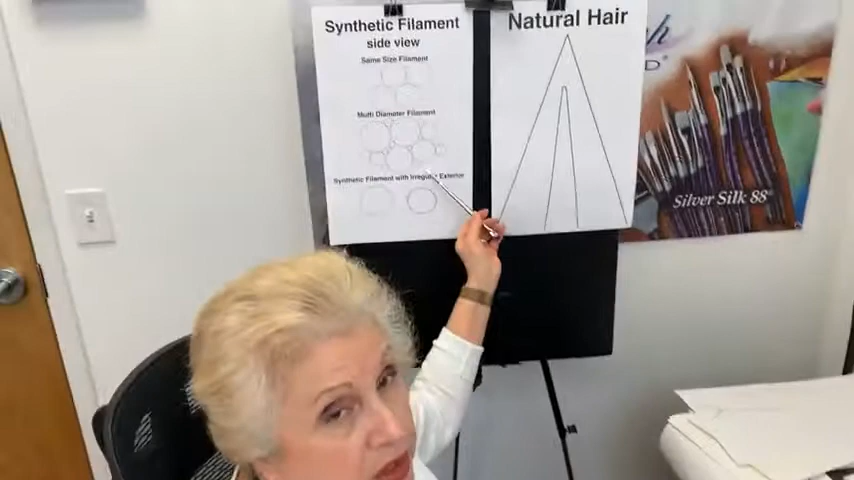 Synthetic Filament
side view
Same Size Filament
Multi Diameter Filament
Synthetic Filament with Irregular Exterior
Natural Hair
Silver Silk 88